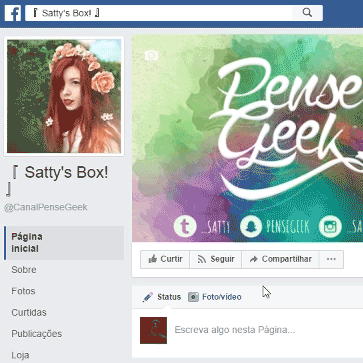 『 Satty's Box! 』
Pense
Geek
_Satty
PENSEGEEK
_Satty
『 Satty's Box!
』
@CanalPenseGeek
Curtir
Seguir
Compartilhar
Página
inicial
Sobre
Fotos
Curtidas
Publicações
Loja
Status
Foto/vídeo
Escreva algo nesta Página...